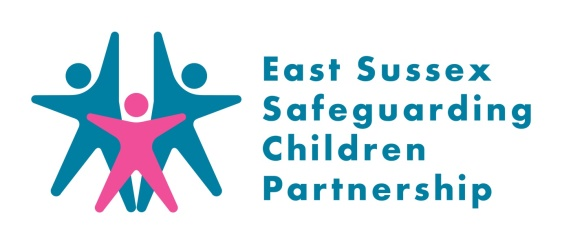 East Sussex
Safeguarding
Children
Partnership